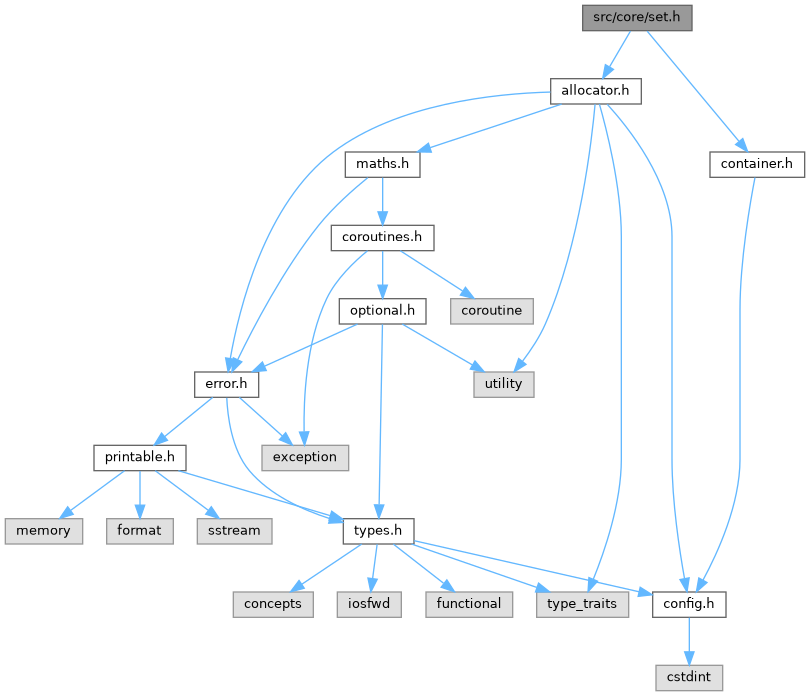 src/core/set.h
allocator.h
maths.h
container.h
coroutines.h
optional.h
coroutine
error.h
utility
printable.h
exception
memory
format
sstream
types.h
concepts
iosfwd
functional
type_traits
config.h
cstdint